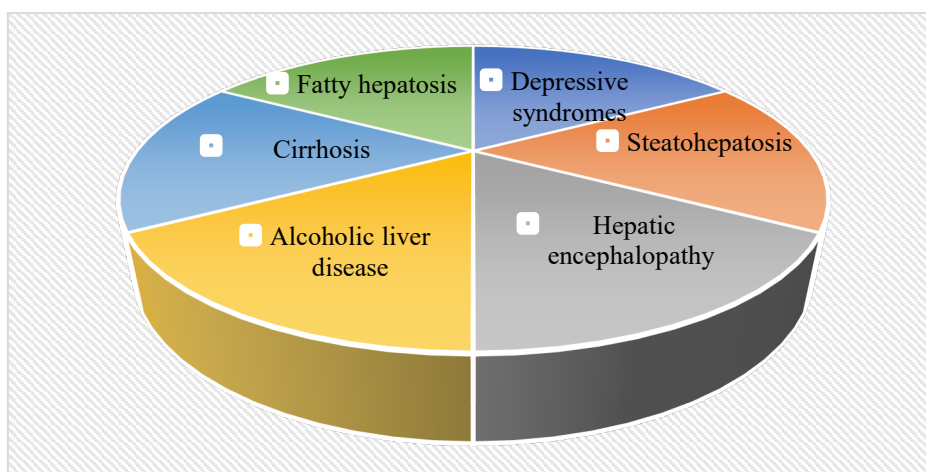 Fatty hepatosis
Depressive
syndromes
Steatohepatosis
Cirrhosis
Hepatic
encephalopathy
Alcoholic liver
disease